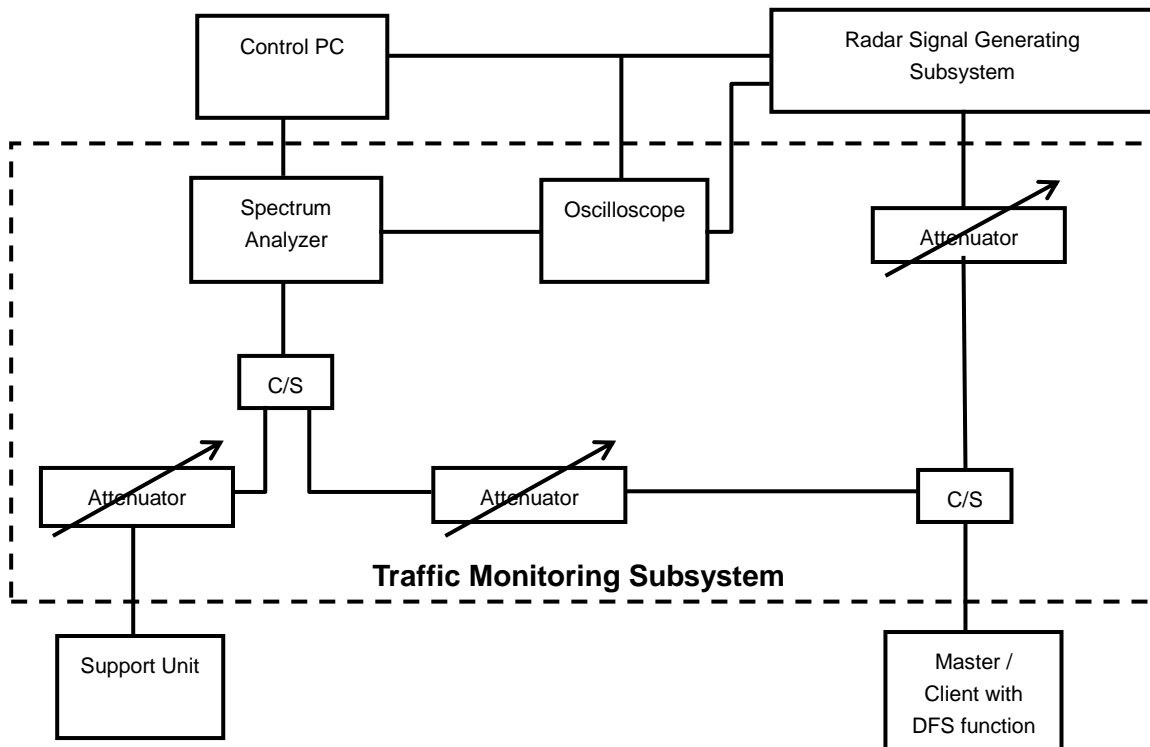 Control PC
Radar Signal Generating
Subsystem
Spectrum
Analyzer
Oscilloscope
Attenuator
C/S
Attenuator
Attenuator
C/S
Traffic Monitoring Subsystem
Support Unit
Master /
Client with
DFS function